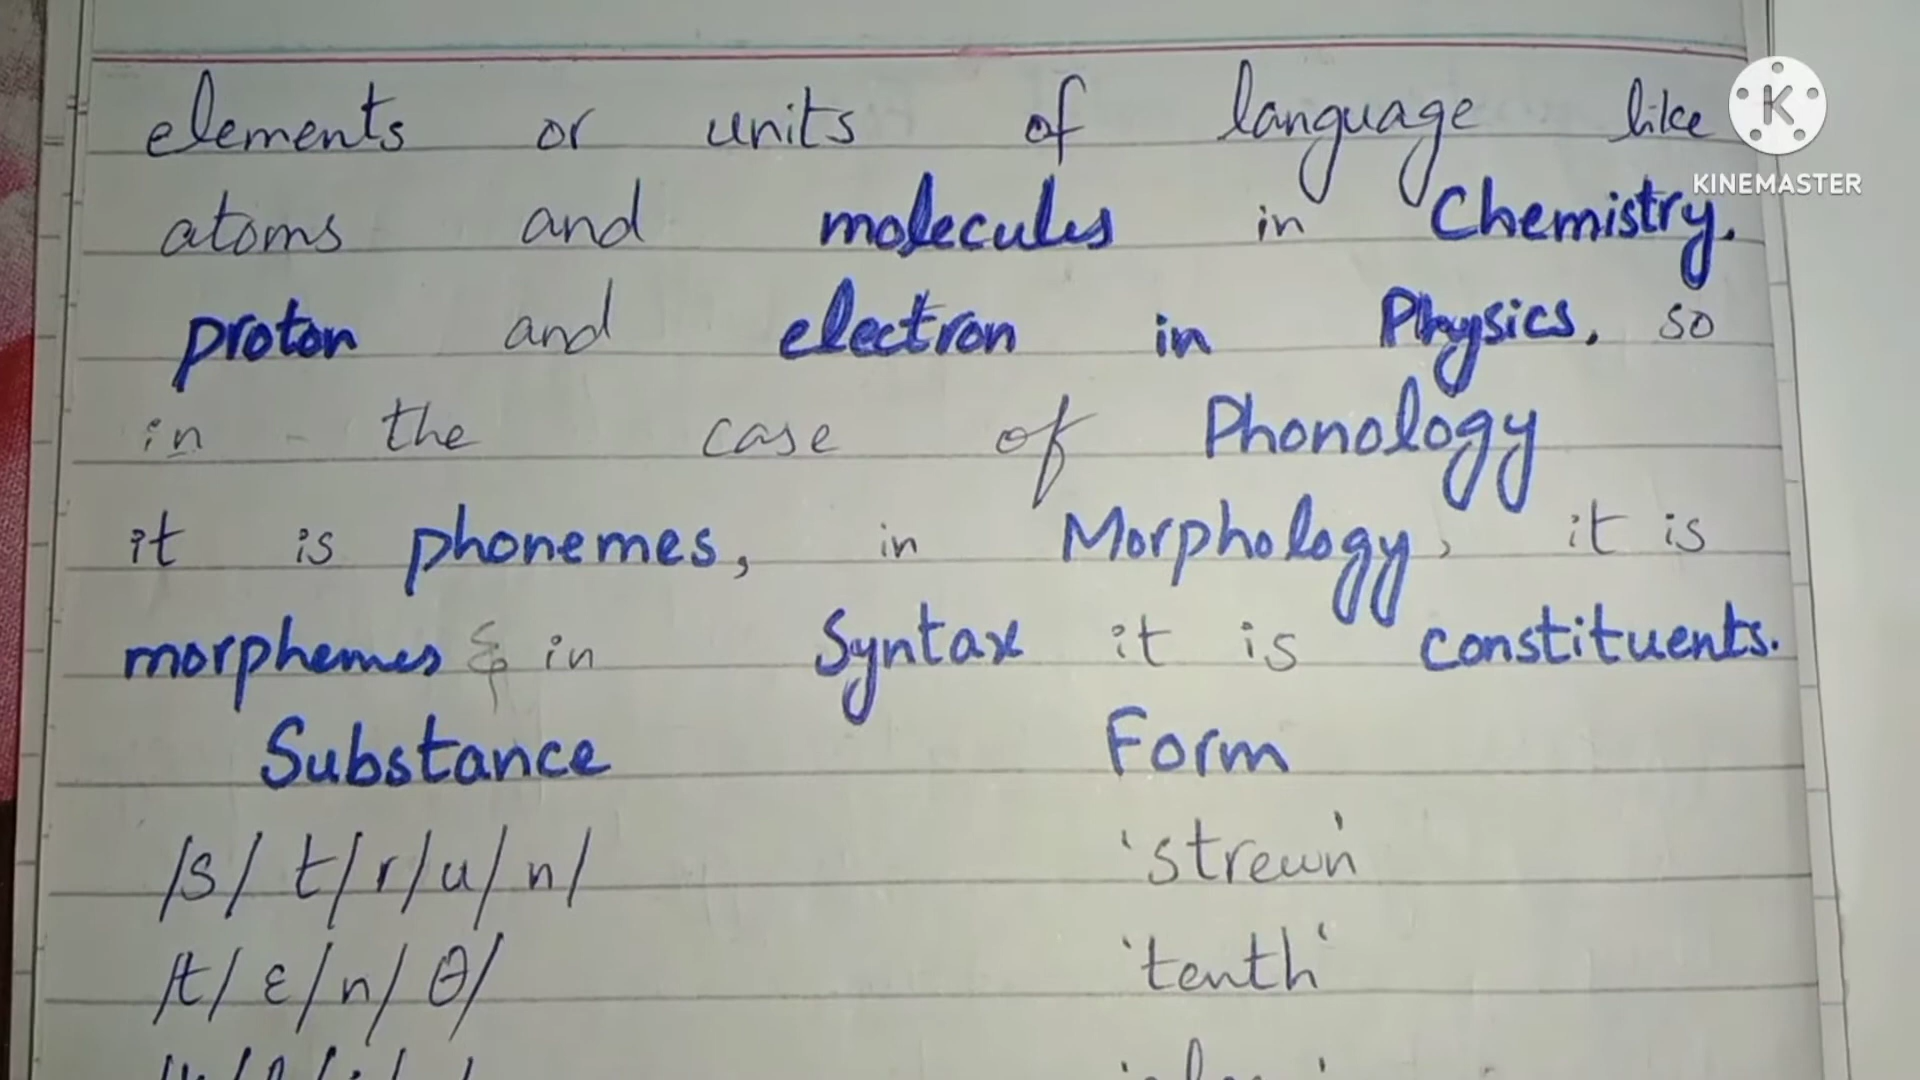 elements or units of language like
atoms and molecules in Chemistry.
proton and electron in Physics. so
in the case of Phonology
it is phonemes, in Morphology, it is
morphemes & in Syntax it is constituents.
Substance Form
/s/ t/r/u/n/ 'strewn'
/t/ ɛ/n/ θ/ 'tenth'
KINEMASTER